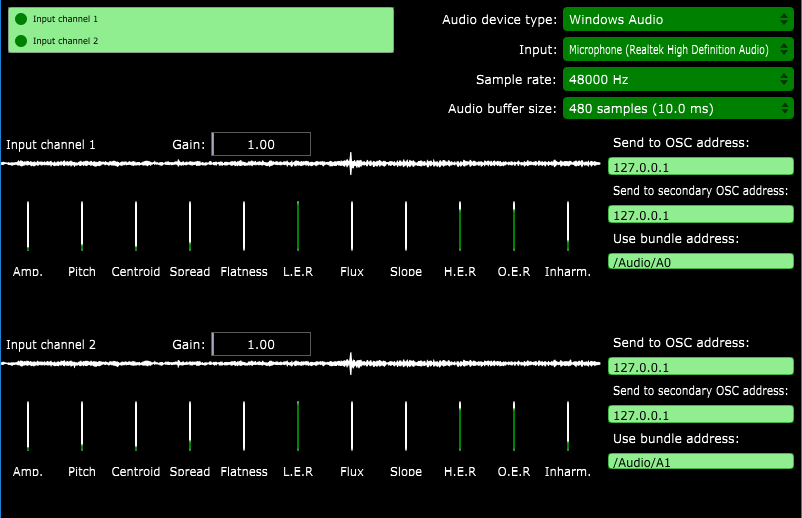 Input channel 1
Input channel 2
Audio device type: Windows Audio
Input: Microphone (Realtek High Definition Audio)
Sample rate: 48000 Hz
Audio buffer size: 480 samples (10.0 ms)
Input channel 1 Gain: 1.00
Send to OSC address:
127.0.0.1
Send to secondary OSC address:
127.0.0.1
Use bundle address:
/Audio/A0
Amp. Pitch Centroid Spread Flatness L.E.R Flux Slope H.E.R O.E.R Inharm.
Input channel 2 Gain: 1.00
Send to OSC address:
127.0.0.1
Send to secondary OSC address:
127.0.0.1
Use bundle address:
/Audio/A1
Amp. Pitch Centroid Spread Flatness L.E.R Flux Slope H.E.R O.E.R Inharm.